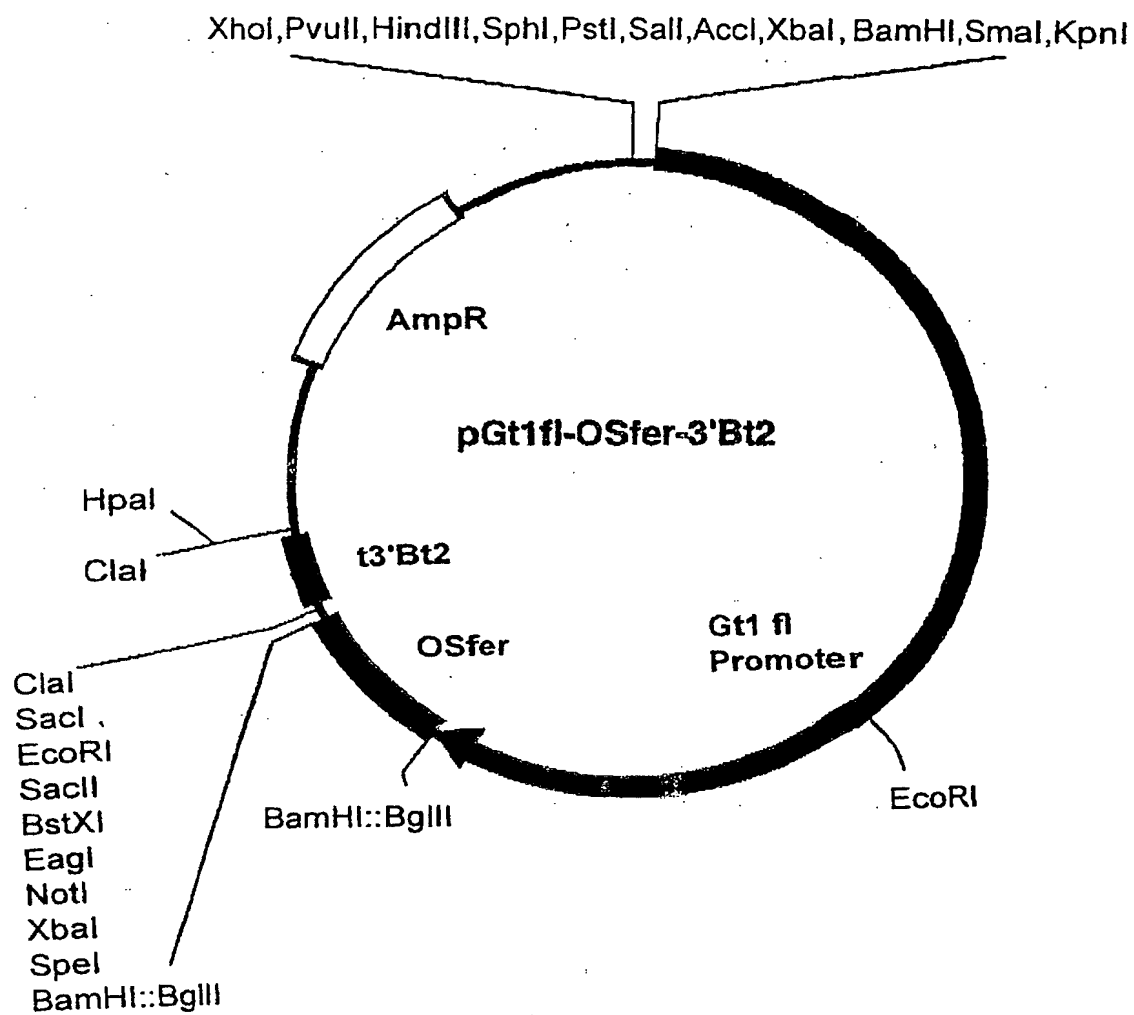 XhoI,PvuII,HindIII,SphI,PstI,SalI,AccI,XbaI, BamHI,SmaI,KpnI
AmpR
pGt1fl-OSfer-3'Bt2
HpaI
ClaI
t3'Bt2
OSfer
Gt1 fl
Promoter
ClaI
SacI
EcoRI
SacII
BstXI
EagI
NotI
XbaI
SpeI
BamHI::BglII
BamHI::BglII
EcoRI